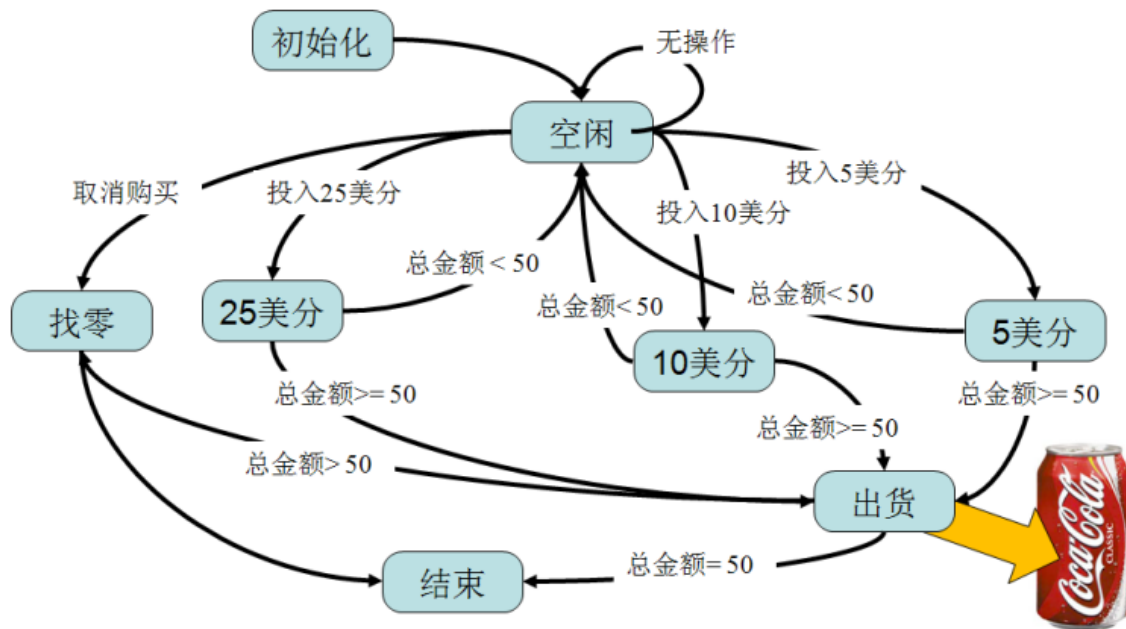 初始化
无操作
空闲
取消购买
投入25美分
投入10美分
投入5美分
总金额 < 50
总金额<50
总金额<50
找零
25美分
10美分
5美分
总金额>= 50
总金额>= 50
总金额>= 50
总金额> 50
出货
结束
总金额= 50
Coca-Cola
CLASSIC